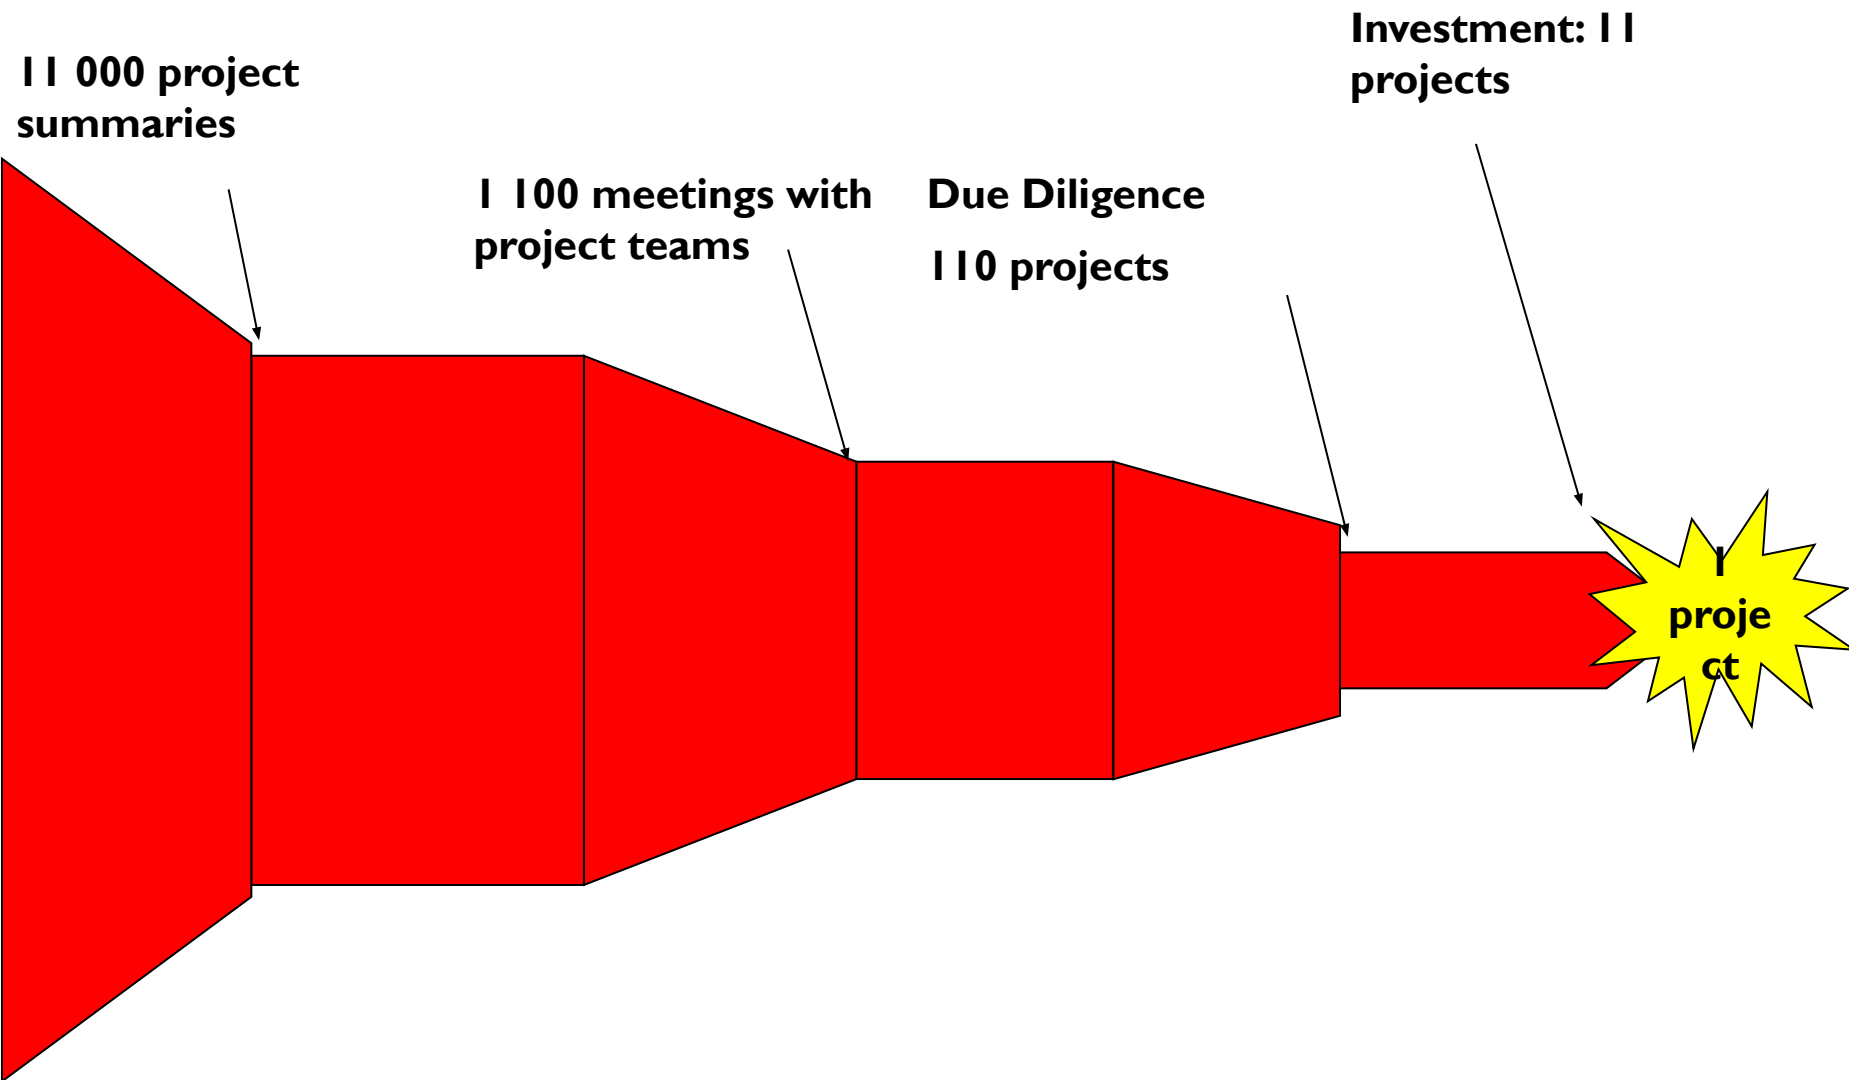 11 000 project
summaries
1 100 meetings with
project teams
Due Diligence
110 projects
Investment: 11
projects
1
proje
ct